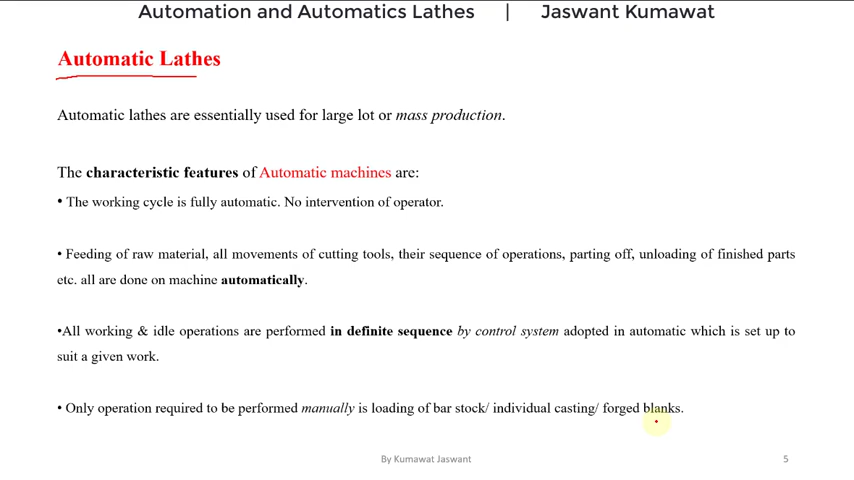 Automation and Automatics Lathes | Jaswant Kumawat
Automatic Lathes
Automatic lathes are essentially used for large lot or mass production.
The characteristic features of Automatic machines are:
• The working cycle is fully automatic. No intervention of operator.
• Feeding of raw material, all movements of cutting tools, their sequence of operations, parting off, unloading of finished parts
etc. all are done on machine automatically.
•All working & idle operations are performed in definite sequence by control system adopted in automatic which is set up to
suit a given work.
• Only operation required to be performed manually is loading of bar stock/ individual casting/ forged blanks.
By Kumawat Jaswant 5